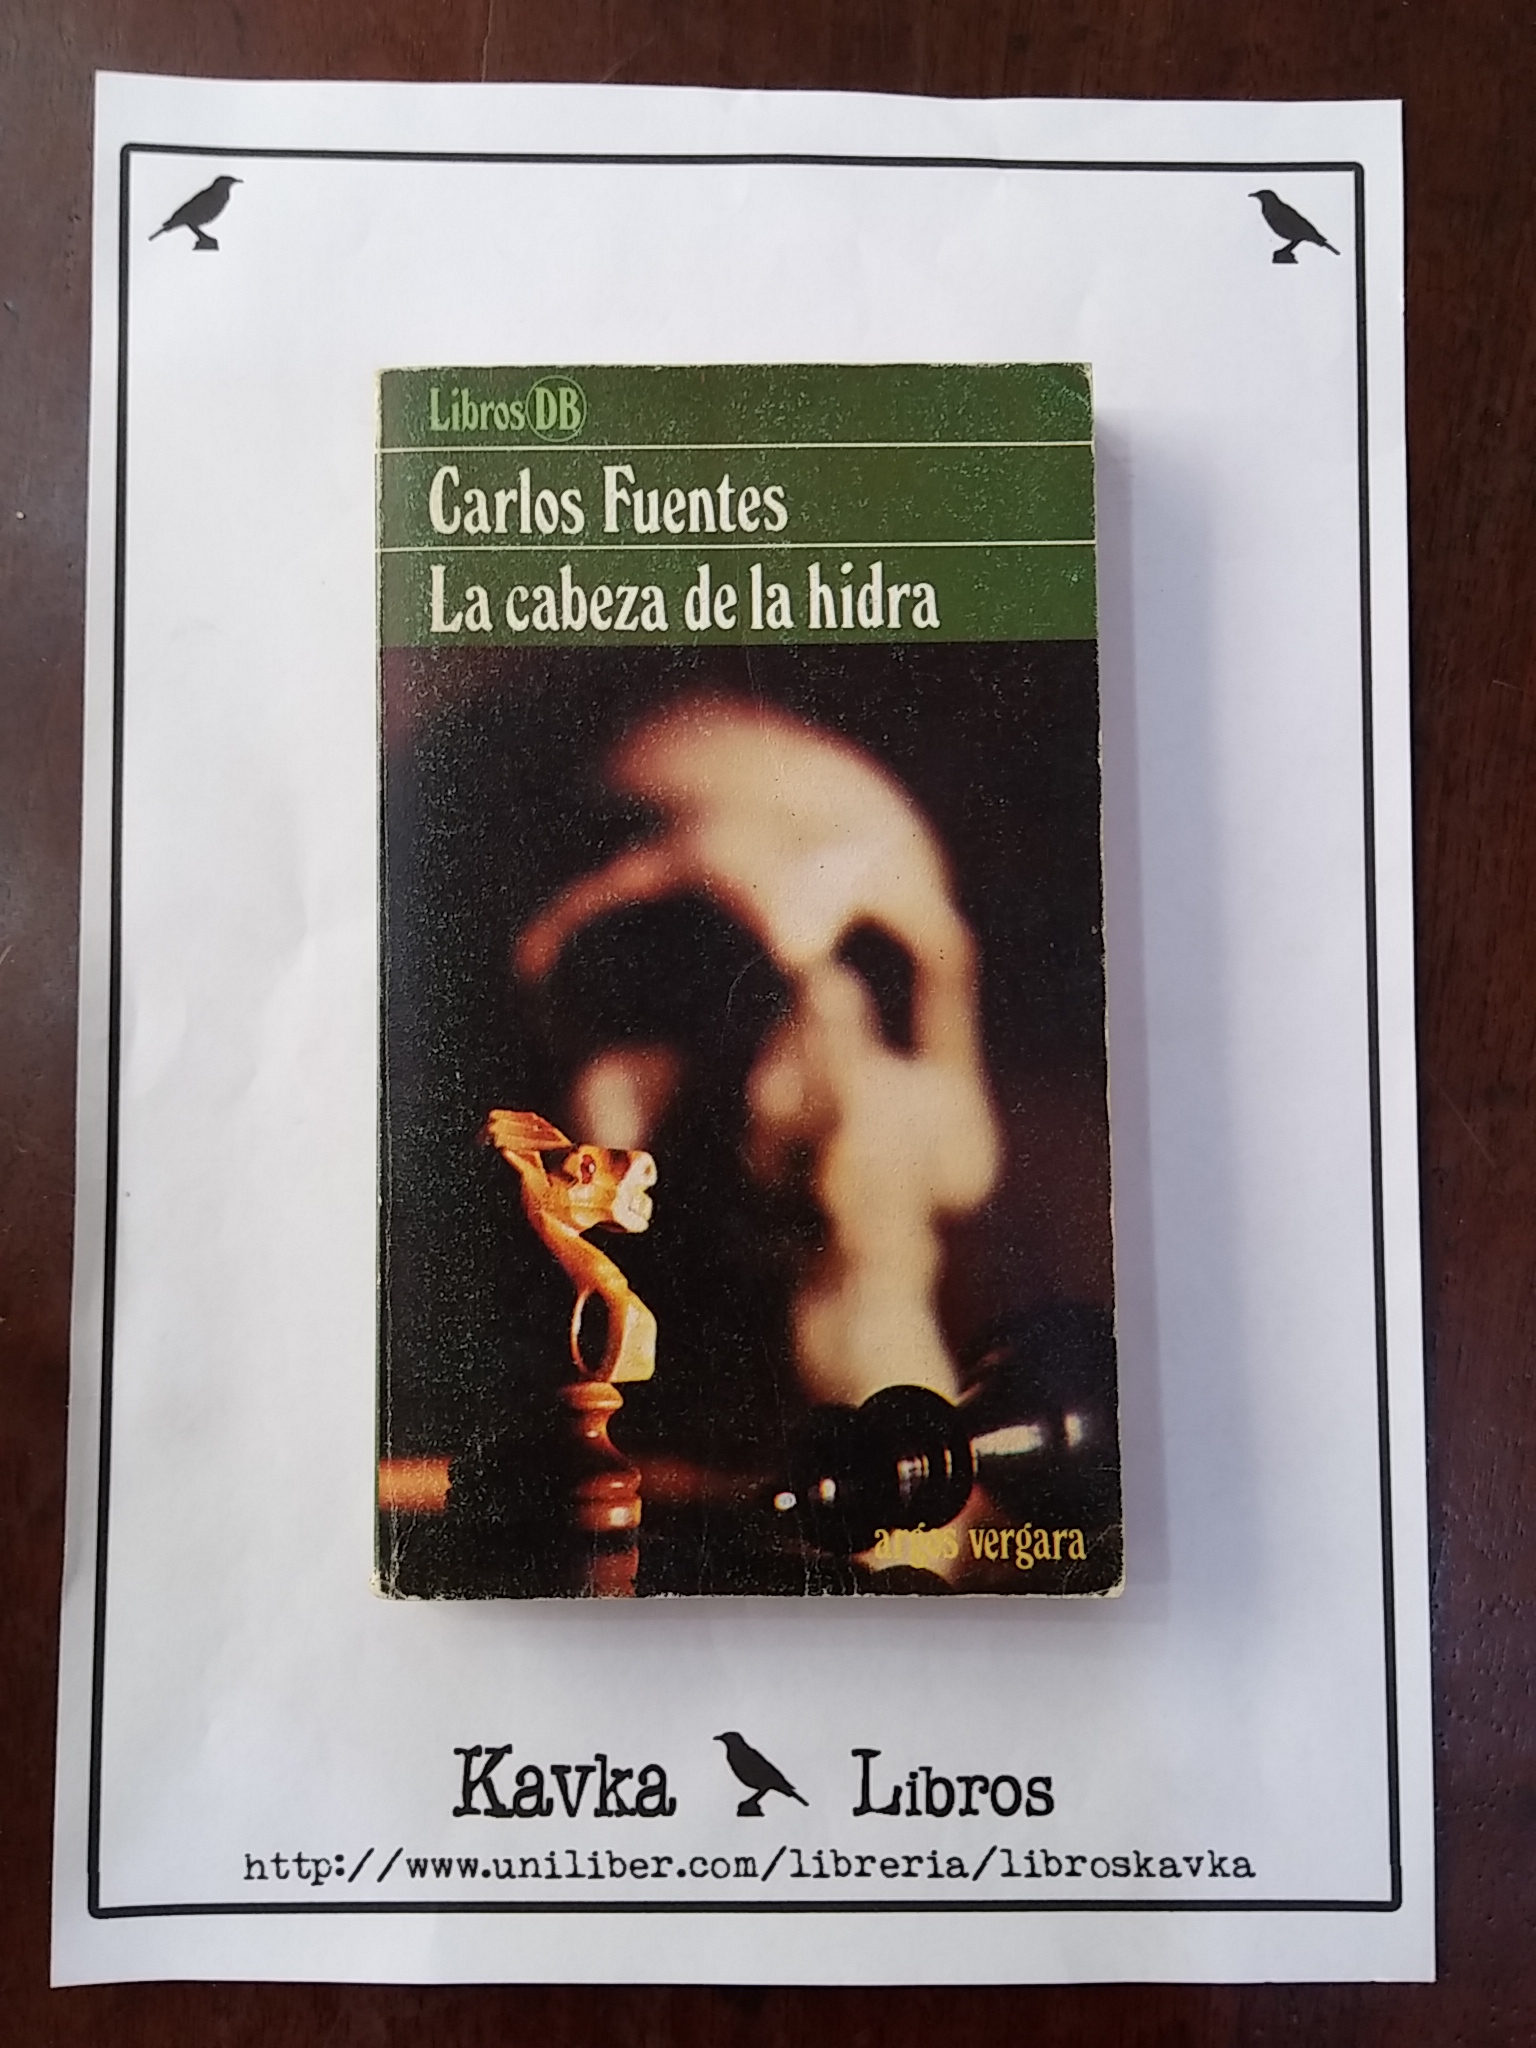 Libros DB
Carlos Fuentes
La cabeza de la hidra
argos vergara
Kavka Libros
http://www.uniliber.com/libreria/libroskavka